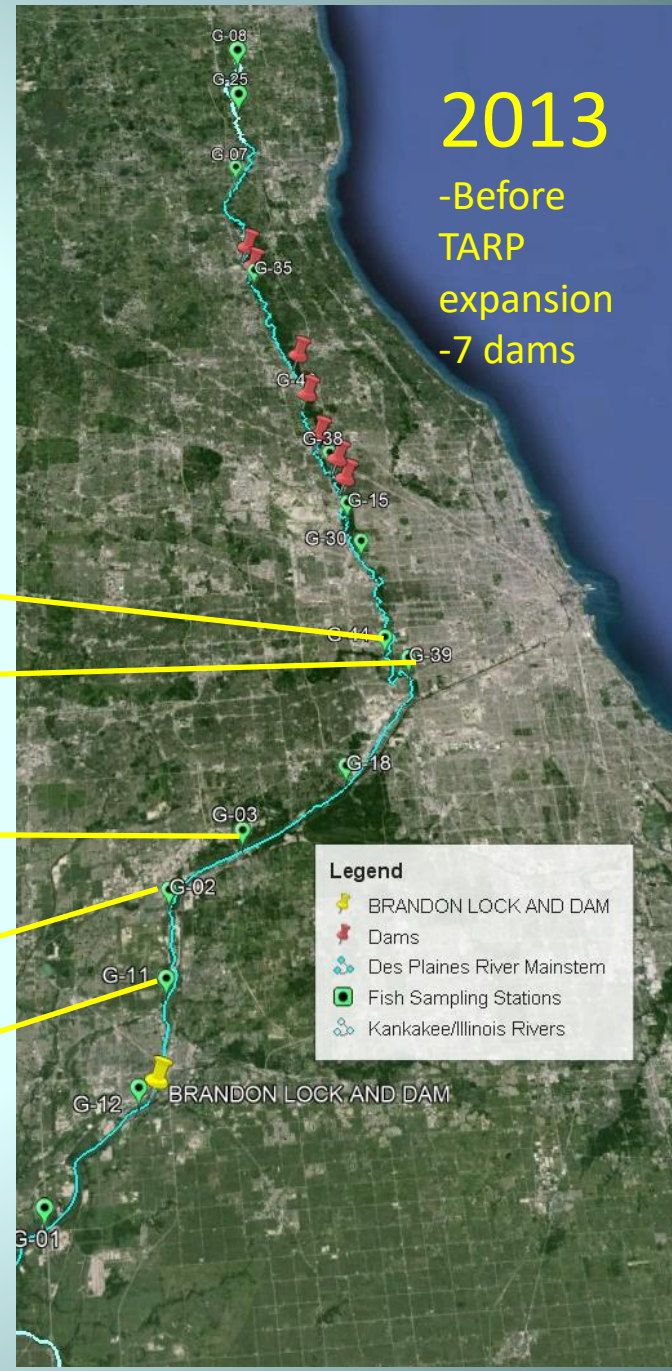 G-08
G-25
2013
-Before
TARP
expansion
-7 dams
G-07
G-35
G-38
G-15
G-30
G-44
G-39
G-18
G-03
G-02
G-11
Legend
BRANDON LOCK AND DAM
Dams
Des Plaines River Mainstem
Fish Sampling Stations
Kankakee/Illinois Rivers
BRANDON LOCK AND DAM
G-12
G-01